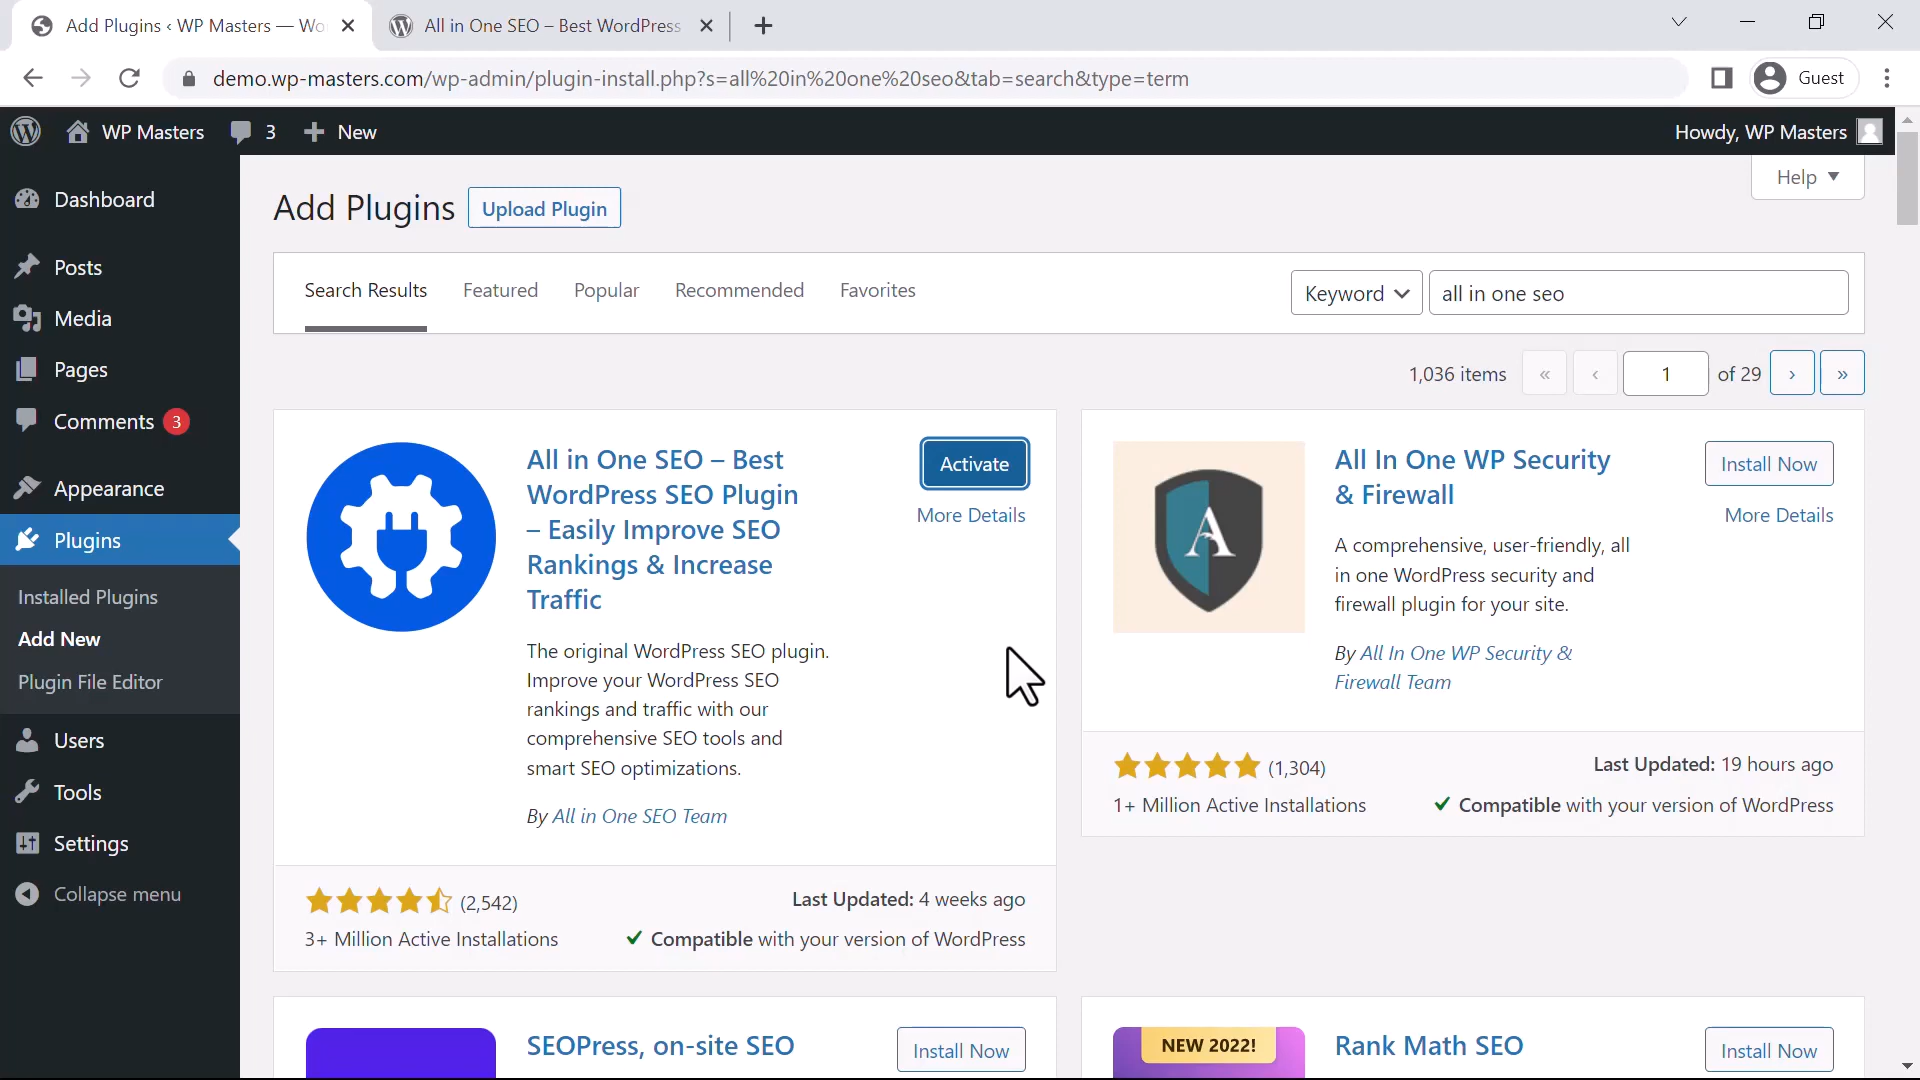 Add Plugins ‹ WP Masters — Wo
All in One SEO – Best WordPress
demo.wp-masters.com/wp-admin/plugin-install.php?s=all%20in%20one%20seo&tab=search&type=term
Guest
WP Masters
3
New
Howdy, WP Masters
Dashboard
Posts
Media
Pages
Comments 3
Appearance
Plugins
Installed Plugins
Add New
Plugin File Editor
Users
Tools
Settings
Collapse menu
Help
Add Plugins
Upload Plugin
Search Results
Featured
Popular
Recommended
Favorites
Keyword
all in one seo
1,036 items « ‹ 1 of 29 › »
All in One SEO – Best
WordPress SEO Plugin
– Easily Improve SEO
Rankings & Increase
Traffic
Activate
More Details
The original WordPress SEO plugin.
Improve your WordPress SEO
rankings and traffic with our
comprehensive SEO tools and
smart SEO optimizations.
By All in One SEO Team
(2,542)
3+ Million Active Installations
Last Updated: 4 weeks ago
Compatible with your version of WordPress
A
All In One WP Security
& Firewall
Install Now
More Details
A comprehensive, user-friendly, all
in one WordPress security and
firewall plugin for your site.
By All In One WP Security &
Firewall Team
(1,304)
1+ Million Active Installations
Last Updated: 19 hours ago
Compatible with your version of WordPress
SEOPress, on-site SEO
Install Now
NEW 2022!
Rank Math SEO
Install Now